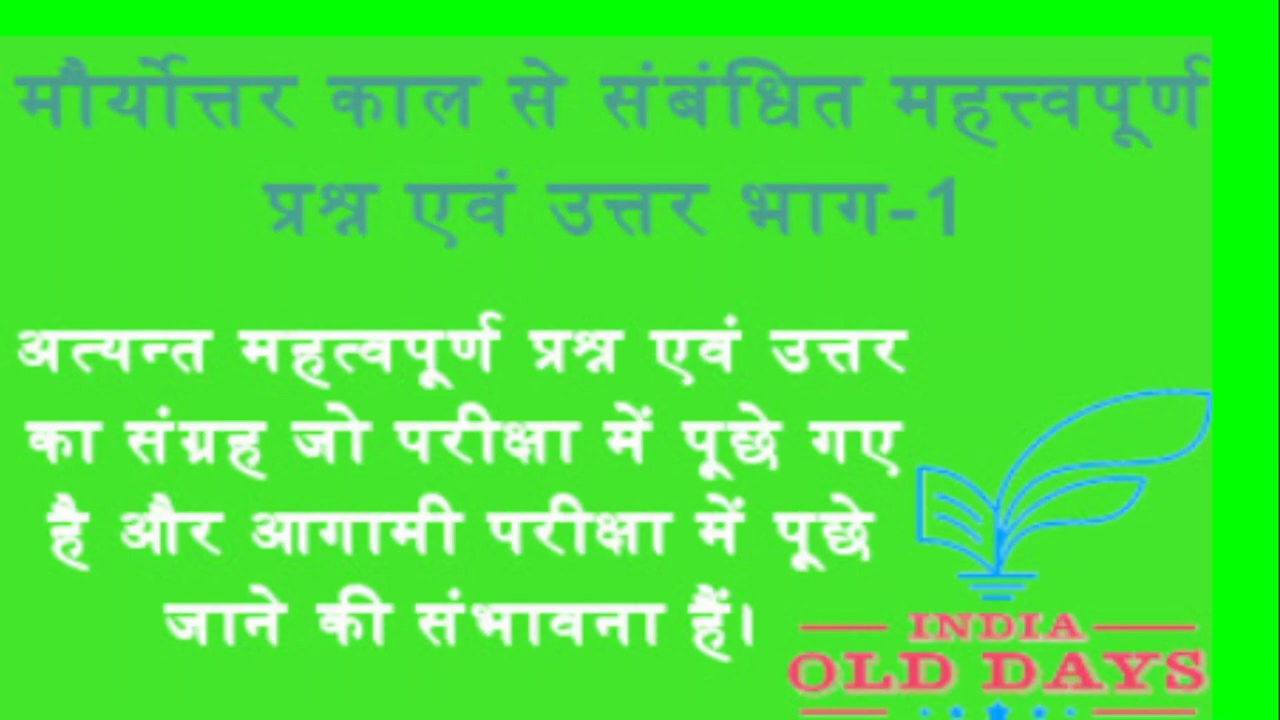 मौर्योत्तर काल से संबंधित महत्त्वपूर्ण
प्रश्न एवं उत्तर भाग-1
अत्यन्त महत्वपूर्ण प्रश्न एवं उत्तर
का संग्रह जो परीक्षा में पूछे गए
है और आगामी परीक्षा में पूछे
जाने की संभावना हैं।
INDIA
OLD DAYS